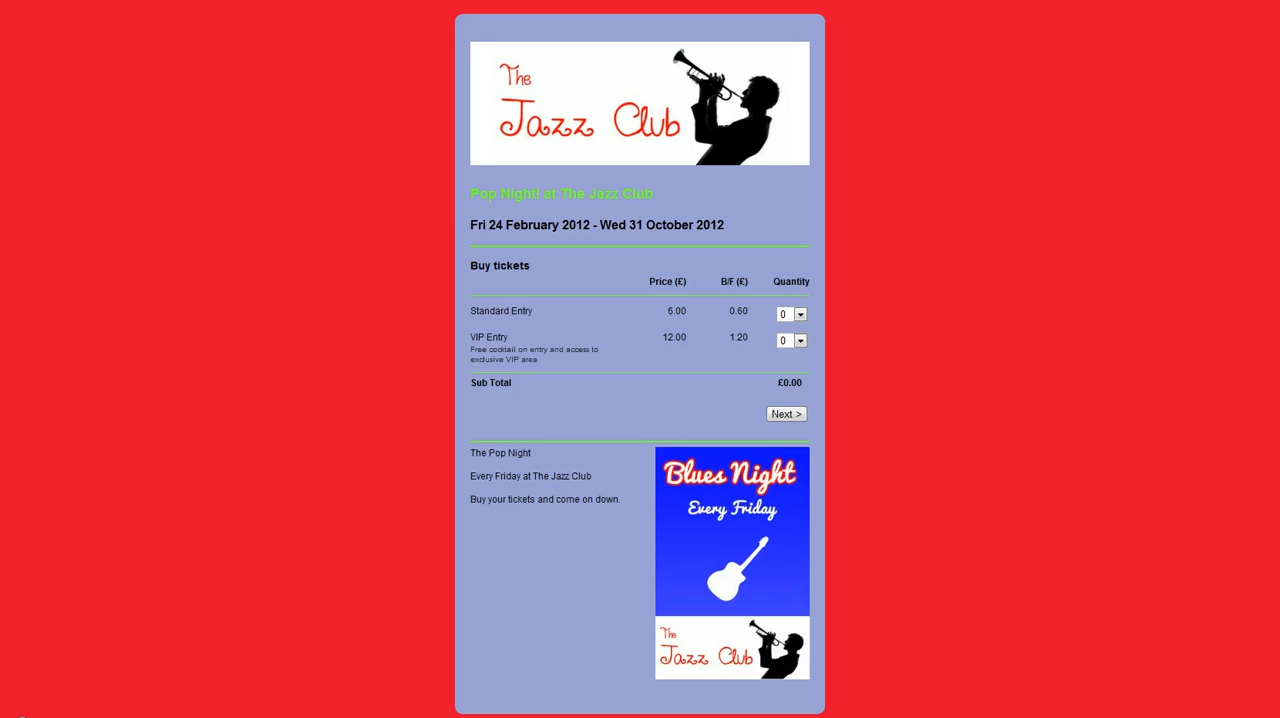 The
Jazz Club
Pop Night! at The Jazz Club
Fri 24 February 2012 - Wed 31 October 2012
Buy tickets
Price (£) B/F (£) Quantity
Standard Entry 6.00 0.60 0
VIP Entry 12.00 1.20 0
Free cocktail on entry and access to
exclusive VIP area
Sub Total £0.00
Next >
The Pop Night
Every Friday at The Jazz Club
Buy your tickets and come on down.
Blues Night
Every Friday
The
Jazz Club